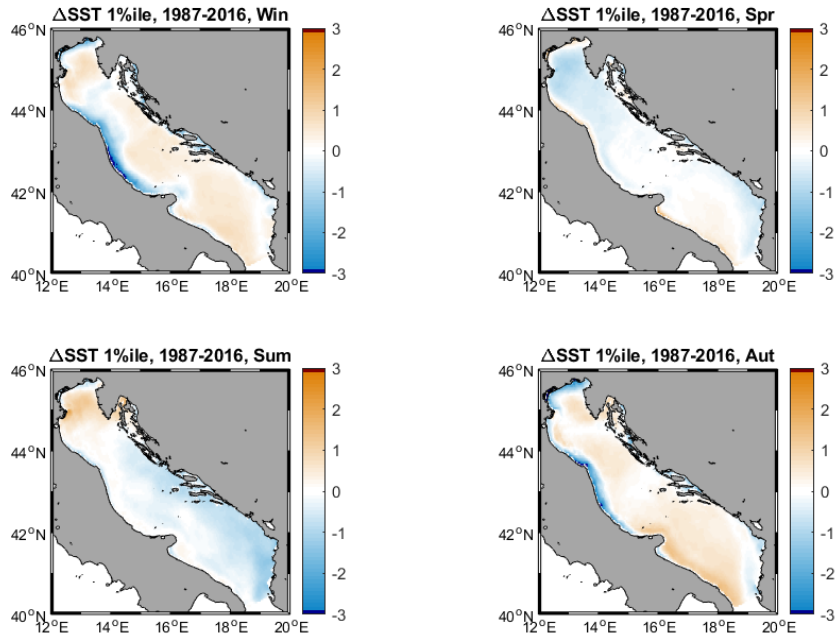 ΔSST 1%ile, 1987-2016, Win
46°N
44°N
42°N
40°N
12°E 14°E 16°E 18°E 20°E
3
2
1
0
-1
-2
-3
ΔSST 1%ile, 1987-2016, Spr
46°N
44°N
42°N
40°N
12°E 14°E 16°E 18°E 20°E
3
2
1
0
-1
-2
-3
ΔSST 1%ile, 1987-2016, Sum
46°N
44°N
42°N
40°N
12°E 14°E 16°E 18°E 20°E
3
2
1
0
-1
-2
-3
ΔSST 1%ile, 1987-2016, Aut
46°N
44°N
42°N
40°N
12°E 14°E 16°E 18°E 20°E
3
2
1
0
-1
-2
-3